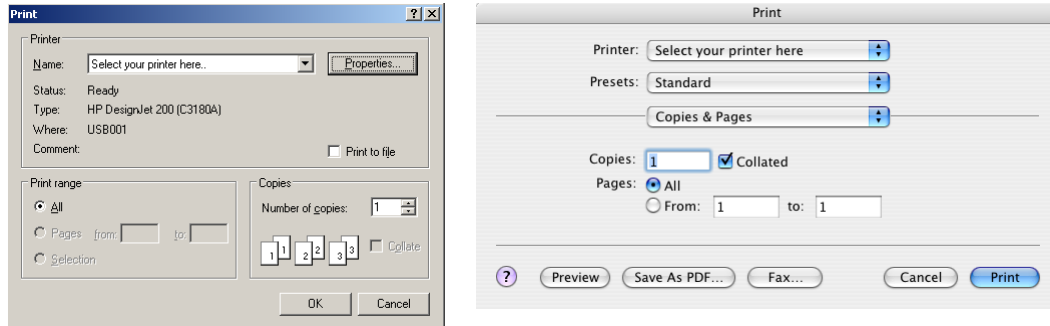 Print
Printer
Name: Select your printer here.. Properties...
Status: Ready
Type: HP DesignJet 200 (C3180A)
Where: USB001
Comment: Print to file
Print range
All
Pages from: to:
Selection
Copies
Number of copies: 1
1 1 2 2 3 3 Collate
OK Cancel
Print
Printer: Select your printer here
Presets: Standard
Copies & Pages
Copies: 1 Collated
Pages: All
From: 1 to: 1
? Preview Save As PDF... Fax... Cancel Print